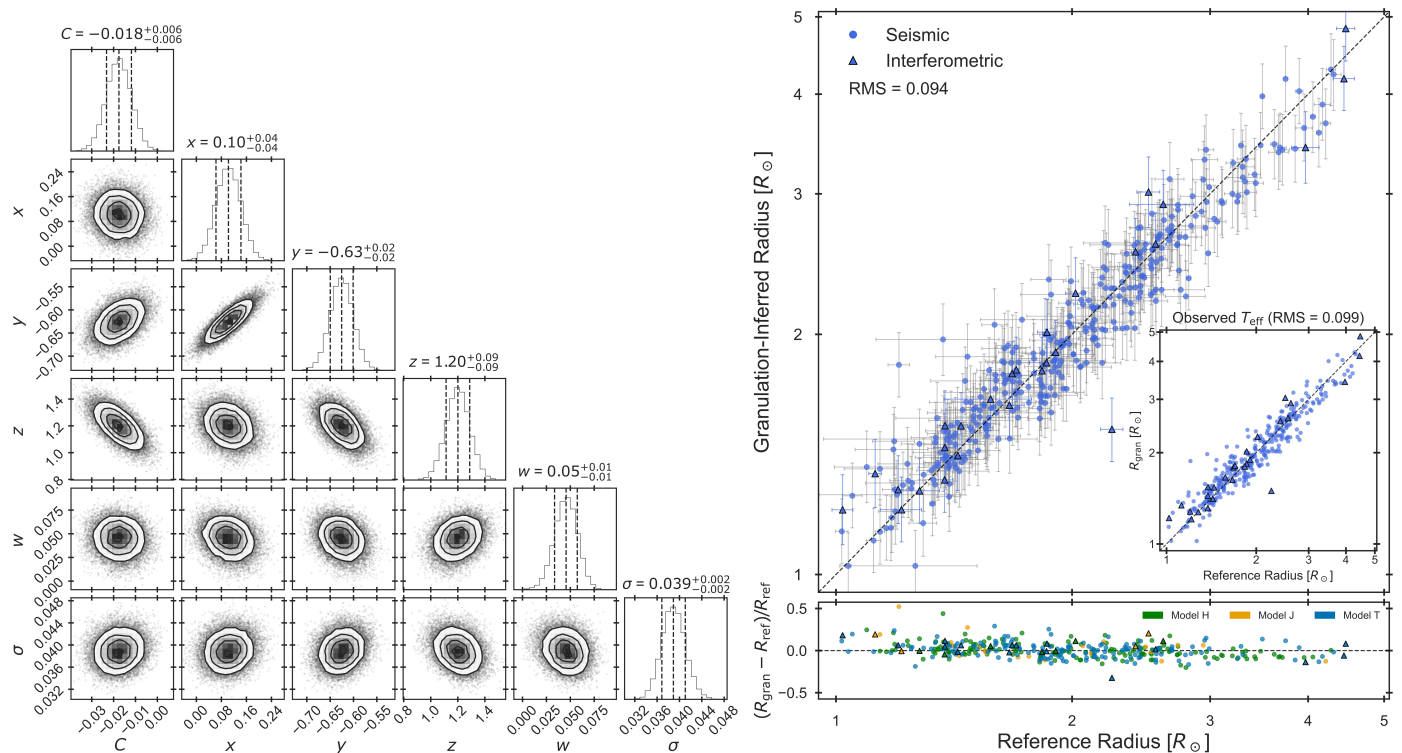 C = −0.018+0.006−0.006
x = 0.10+0.04−0.04
y = −0.63+0.02−0.02
z = 1.20+0.09−0.09
w = 0.05+0.01−0.01
σ = 0.039+0.002−0.002
x
0.24
0.16
0.08
0.00
y
−0.55
−0.60
−0.65
−0.70
z
1.4
1.2
1.0
0.8
w
0.075
0.050
0.025
0.000
σ
0.048
0.044
0.040
0.036
0.032
−0.03 −0.02 −0.01 0.00
C
0.00 0.08 0.16 0.24
x
−0.70 −0.65 −0.60 −0.55
y
0.8 1.0 1.2 1.4
z
0.000 0.025 0.050 0.075
w
0.032 0.036 0.040 0.044 0.048
σ
Seismic
Interferometric
RMS = 0.094
Granulation-Inferred Radius [R⊙]
5
4
3
2
1
Observed Teff (RMS = 0.099)
Rgran [R⊙]
5
4
3
2
1
1 2 3 4 5
Reference Radius [R⊙]
Model H Model J Model T
(Rgran − Rref)/Rref
0.5
0.0
−0.5
1 2 3 4 5
Reference Radius [R⊙]